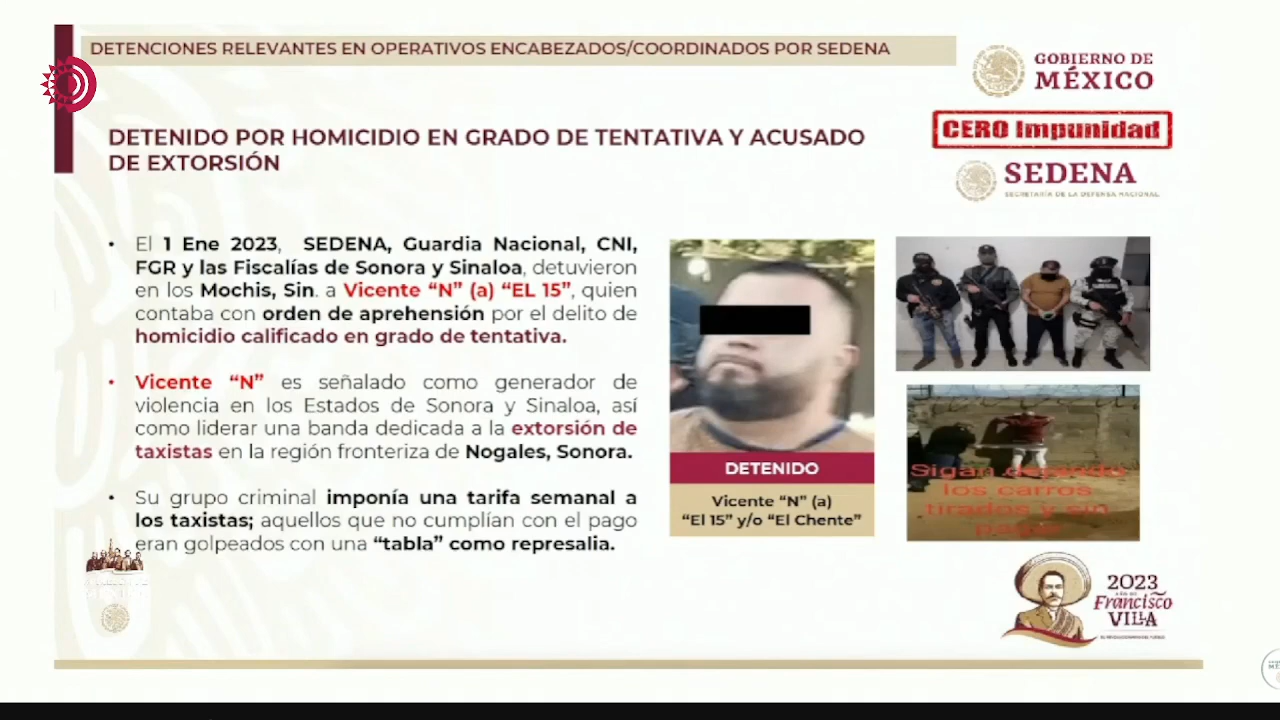 DETENCIONES RELEVANTES EN OPERATIVOS ENCABEZADOS/COORDINADOS POR SEDENA
GOBIERNO DE
MÉXICO
CERO Impunidad
SEDENA
SECRETARÍA DE LA DEFENSA NACIONAL
DETENIDO POR HOMICIDIO EN GRADO DE TENTATIVA Y ACUSADO
DE EXTORSIÓN
• El 1 Ene 2023, SEDENA, Guardia Nacional, CNI,
FGR y las Fiscalías de Sonora y Sinaloa, detuvieron
en los Mochis, Sin. a Vicente “N” (a) “EL 15”, quien
contaba con orden de aprehensión por el delito de
homicidio calificado en grado de tentativa.
• Vicente “N” es señalado como generador de
violencia en los Estados de Sonora y Sinaloa, así
como liderar una banda dedicada a la extorsión de
taxistas en la región fronteriza de Nogales, Sonora.
• Su grupo criminal imponía una tarifa semanal a
los taxistas; aquellos que no cumplían con el pago
eran golpeados con una “tabla” como represalia.
DETENIDO
Vicente “N” (a)
“El 15” y/o “El Chente”
Sigan dejando
los carros
tirados y sin
pagar
2023
Francisco
VILLA